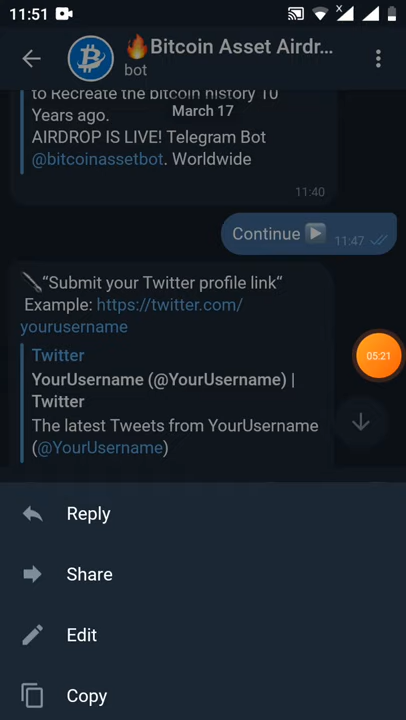 11:51
🔥Bitcoin Asset Airdr...
bot
to Recreate the bitcoin history 10
March 17
Years ago.
AIRDROP IS LIVE! Telegram Bot
@bitcoinassetbot. Worldwide
11:40
Continue ▶️ 11:47
“Submit your Twitter profile link“
Example: https://twitter.com/
yourusername
Twitter
YourUsername (@YourUsername) |
Twitter
The latest Tweets from YourUsername
(@YourUsername)
05:21
Reply
Share
Edit
Copy